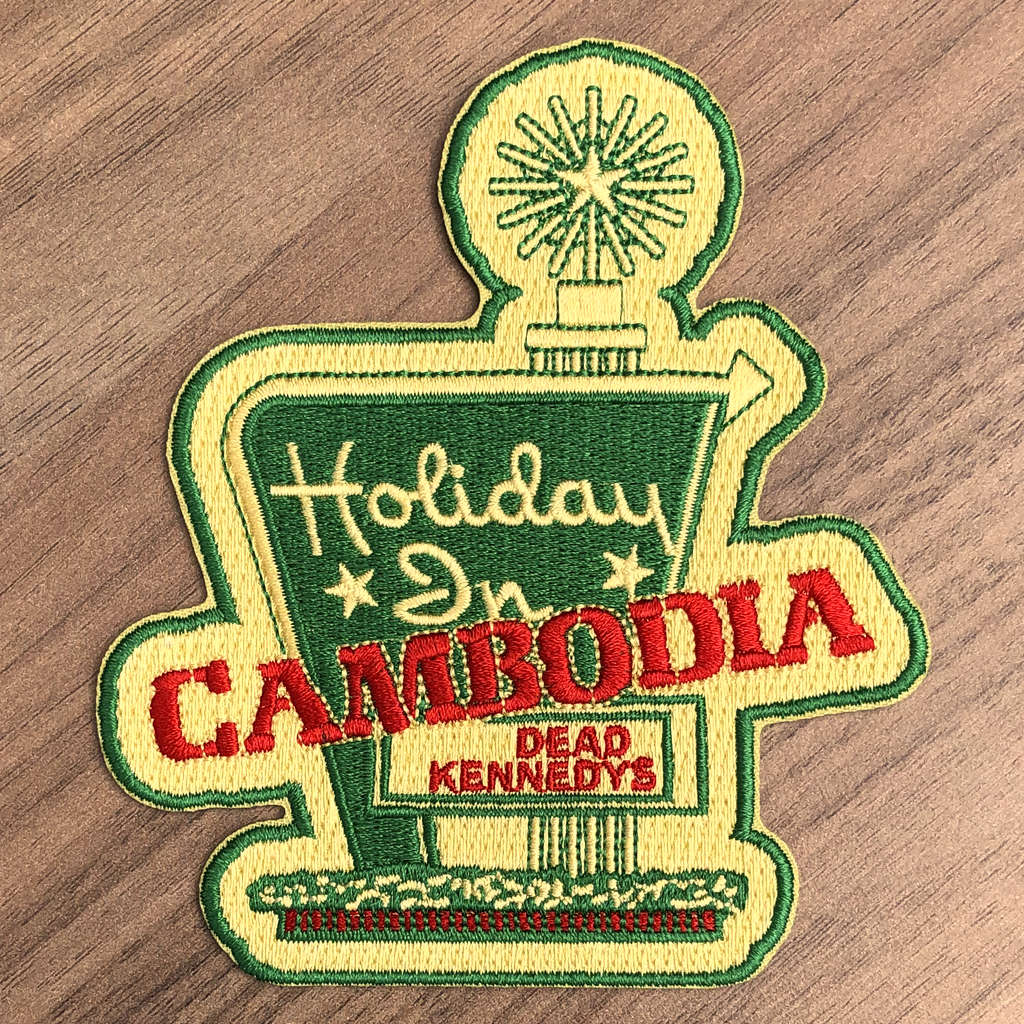 Holiday
In
CAMBODIA
DEAD
KENNEDYS